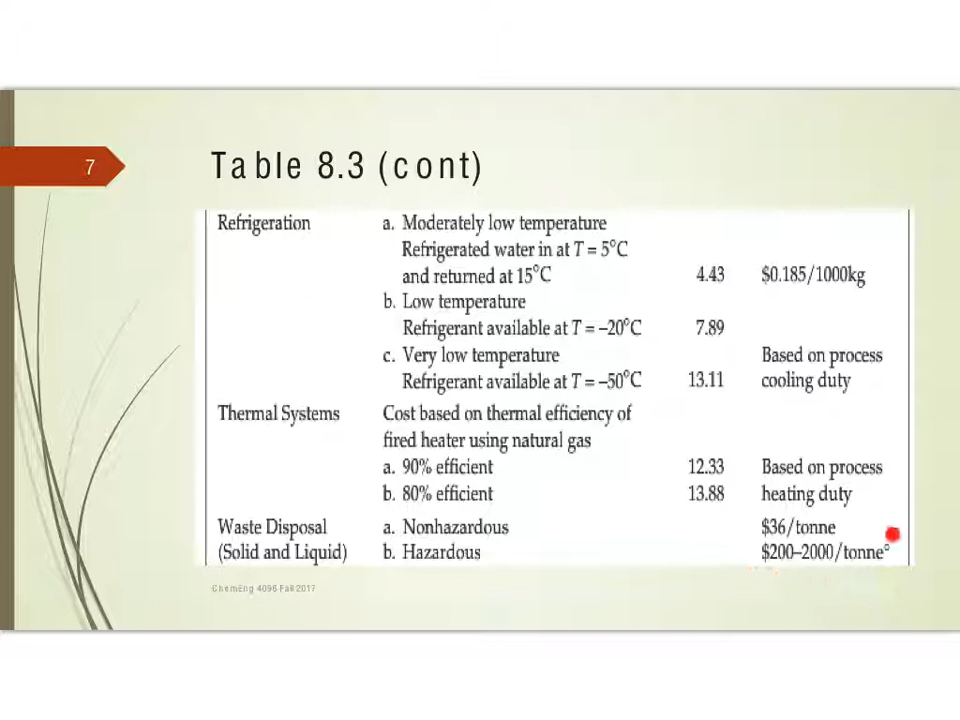 7
Table 8.3 (cont)
Refrigeration a. Moderately low temperature
Refrigerated water in at T = 5°C
and returned at 15°C 4.43 $0.185/1000kg
b. Low temperature
Refrigerant available at T = –20°C 7.89
c. Very low temperature Based on process
Refrigerant available at T = –50°C 13.11 cooling duty
Thermal Systems Cost based on thermal efficiency of
fired heater using natural gas
a. 90% efficient 12.33 Based on process
b. 80% efficient 13.88 heating duty
Waste Disposal a. Nonhazardous $36/tonne
(Solid and Liquid) b. Hazardous $200–2000/tonne°
ChemEng 4096 Fall 2017